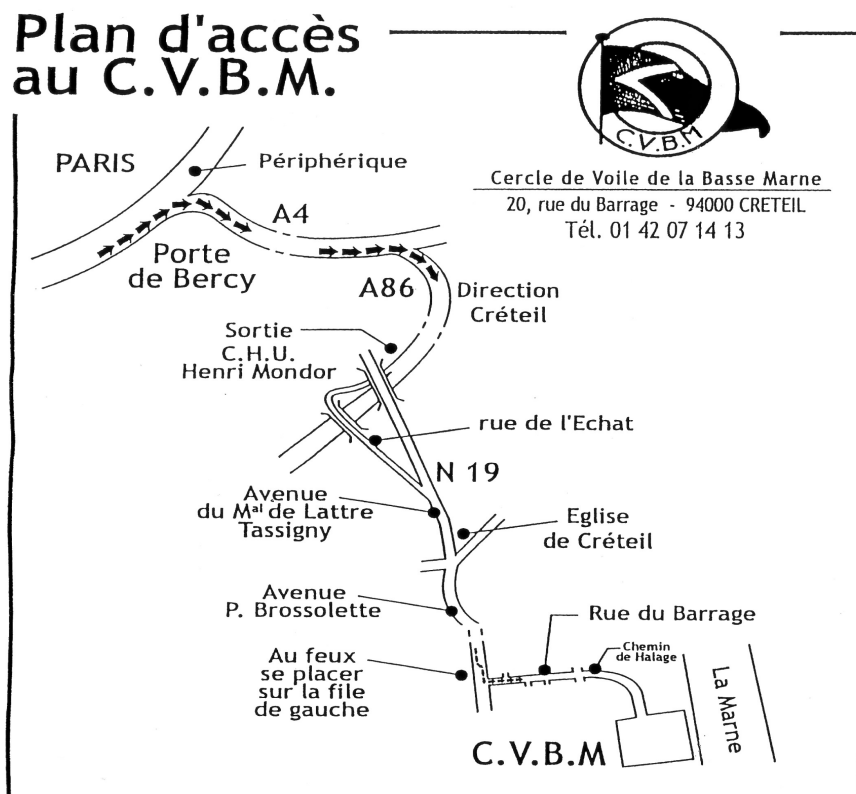 Plan d'accès
au C.V.B.M.
C.V.B.M
Cercle de Voile de la Basse Marne
20, rue du Barrage - 94000 CRETEIL
Tél. 01 42 07 14 13
PARIS
Périphérique
A4
Porte
de Bercy
A86
Direction
Créteil
Sortie
C.H.U.
Henri Mondor
rue de l'Echat
N 19
Avenue
du Mal de Lattre
Tassigny
Eglise
de Créteil
Avenue
P. Brossolette
Rue du Barrage
Chemin
de Halage
Au feux
se placer
sur la file
de gauche
La Marne
C.V.B.M